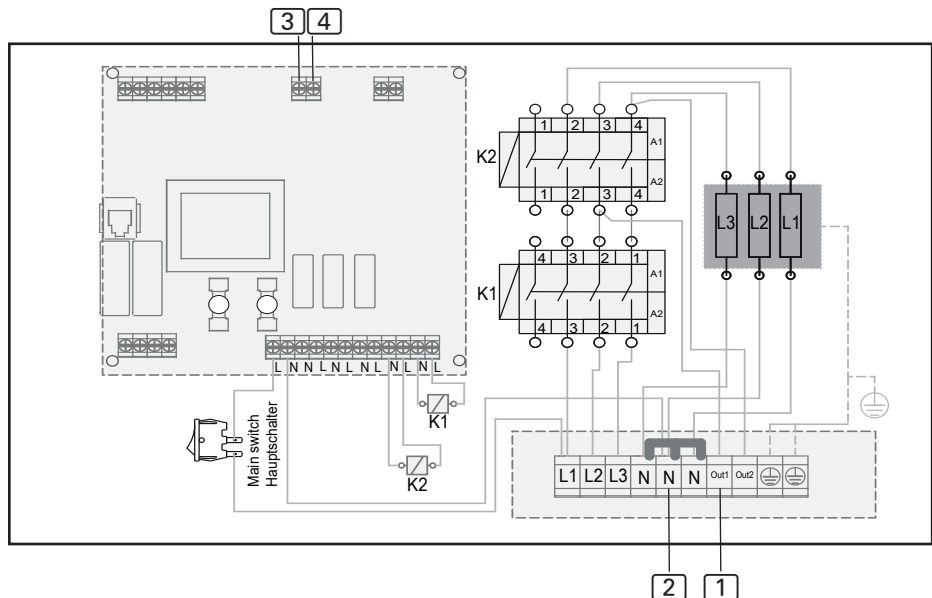 3 4
1 2 3 4
A1
K2
A2
1 2 3 4
L3 L2 L1
4 3 2 1
A1
K1
A2
4 3 2 1
L N N L N L N L N L N L
K1
K2
Main switch
Hauptschalter
L1 L2 L3 N N N Out1 Out2
2 1